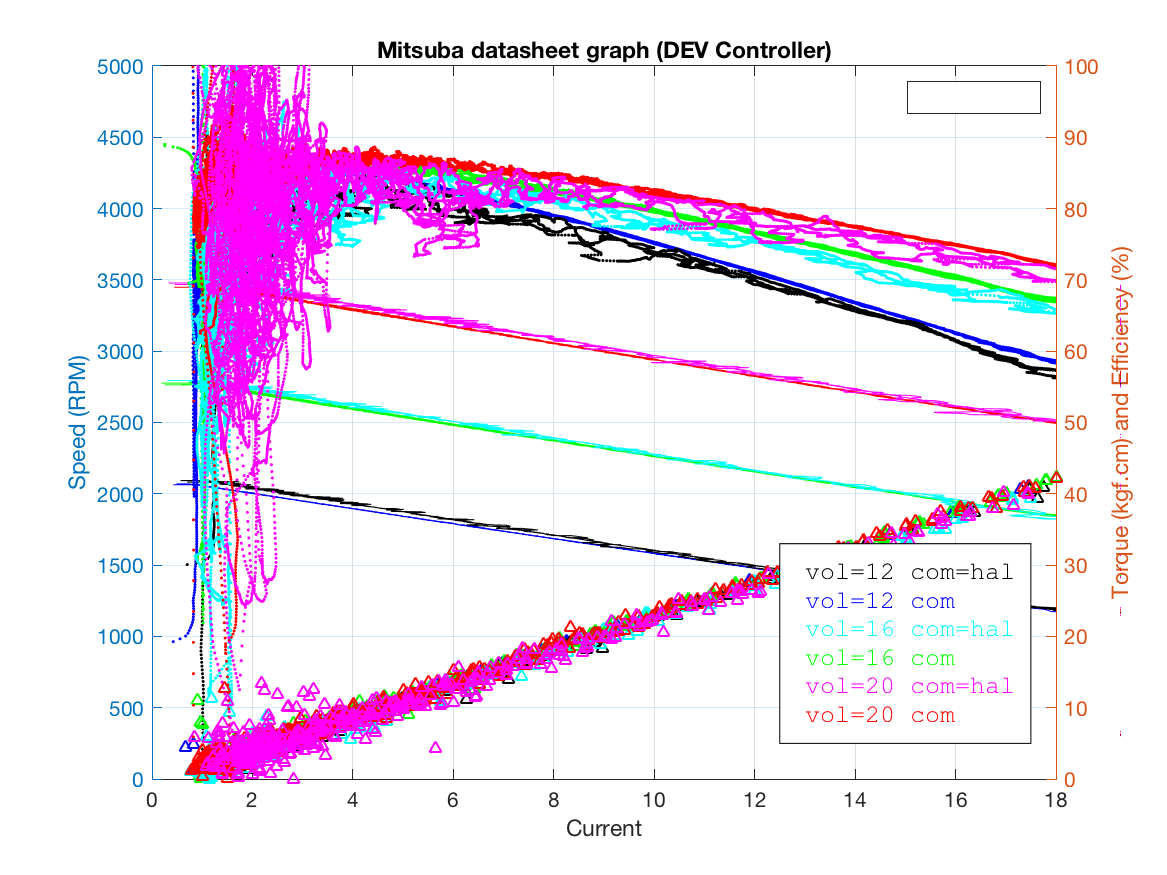 Mitsuba datasheet graph (DEV Controller)
5000
4500
4000
3500
3000
2500
2000
1500
1000
500
0
Speed (RPM)
100
90
80
70
60
50
40
30
20
10
0
Torque (kgf.cm) and Efficiency (%)
vol=12 com=hal
vol=12 com
vol=16 com=hal
vol=16 com
vol=20 com=hal
vol=20 com
0 2 4 6 8 10 12 14 16 18
Current